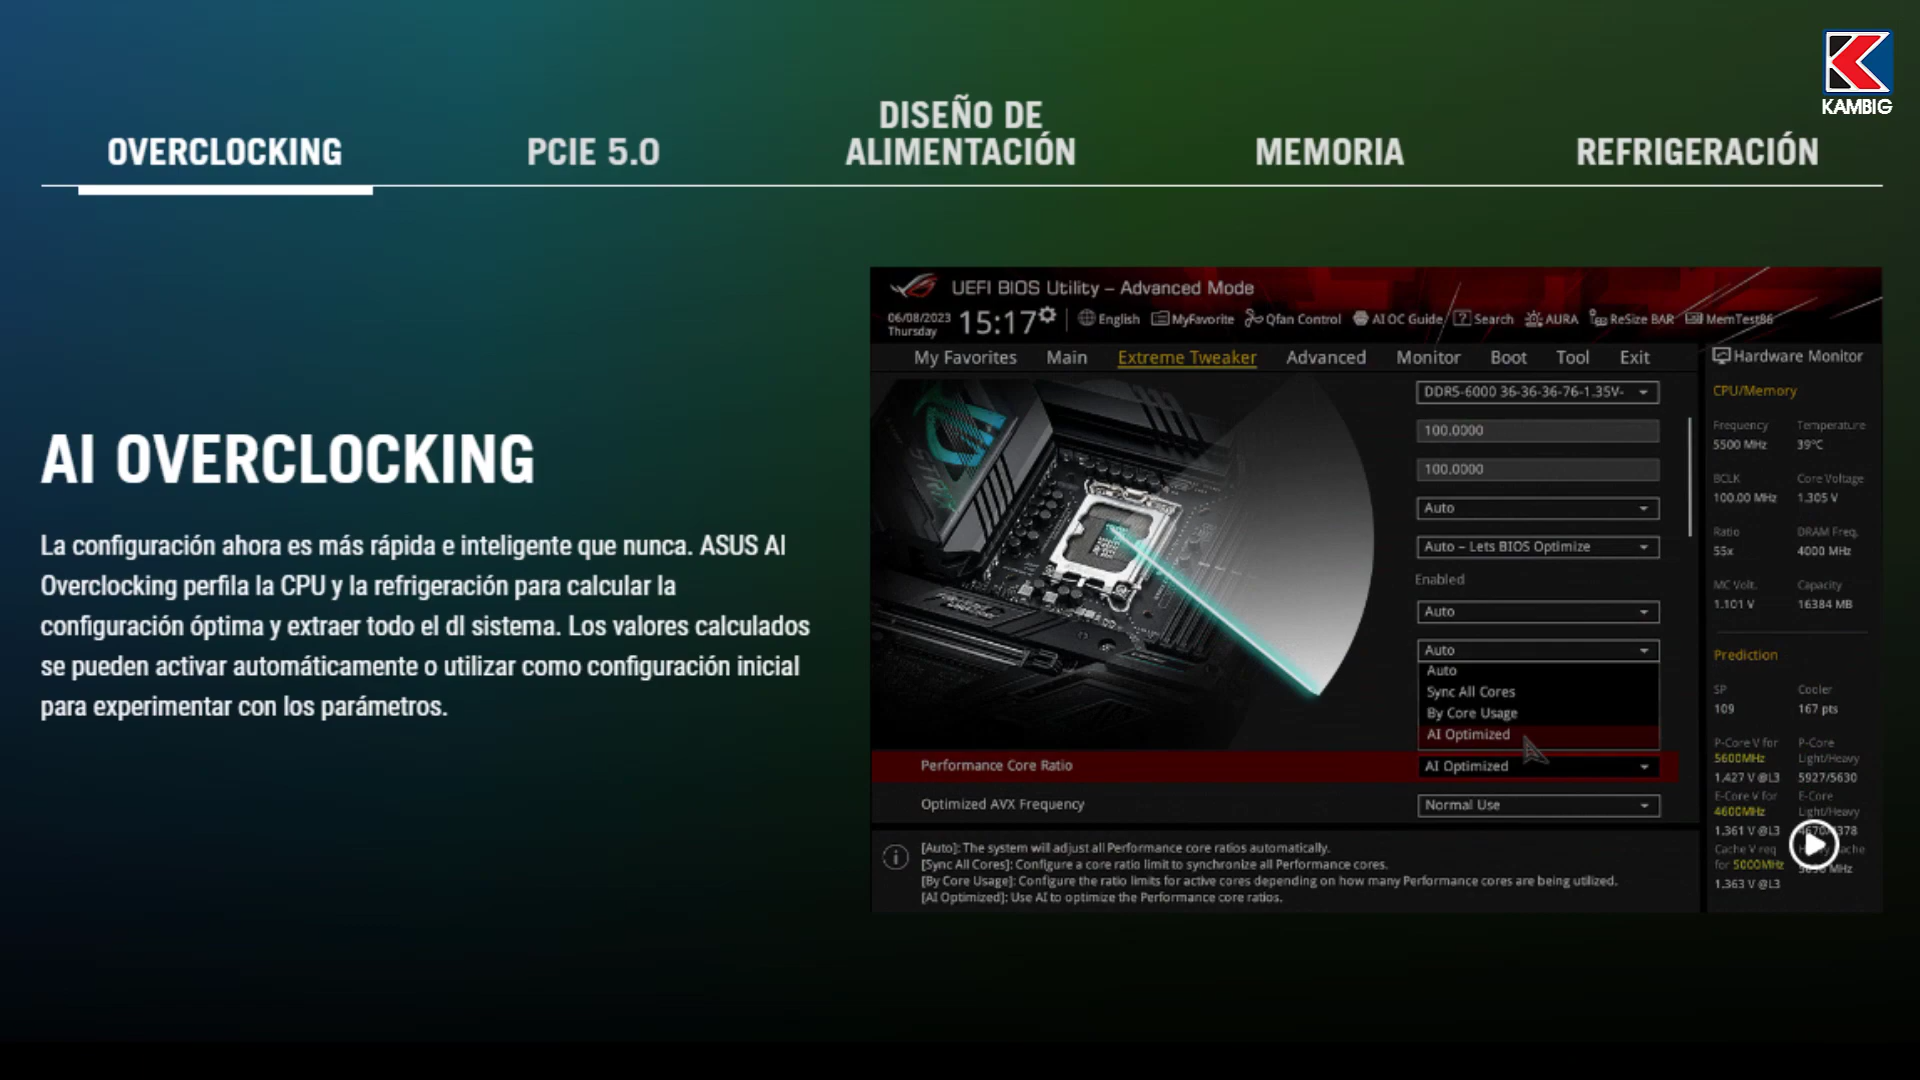 KAMBIG
OVERCLOCKING
PCIE 5.0
DISEÑO DE
ALIMENTACIÓN
MEMORIA
REFRIGERACIÓN
AI OVERCLOCKING
La configuración ahora es más rápida e inteligente que nunca. ASUS AI
Overclocking perfila la CPU y la refrigeración para calcular la
configuración óptima y extraer todo el dl sistema. Los valores calculados
se pueden activar automáticamente o utilizar como configuración inicial
para experimentar con los parámetros.
UEFI BIOS Utility – Advanced Mode
06/08/2023
Thursday
15:17
English
MyFavorite
Qfan Control
AI OC Guide
Search
AURA
ReSize BAR
MemTest86
My Favorites
Main
Extreme Tweaker
Advanced
Monitor
Boot
Tool
Exit
DDR5-6000 36-36-36-76-1.35V-
100.0000
100.0000
Auto
Auto – Lets BIOS Optimize
Enabled
Auto
Auto
Auto
Sync All Cores
By Core Usage
AI Optimized
Performance Core Ratio
AI Optimized
Optimized AVX Frequency
Normal Use
[Auto]: The system will adjust all Performance core ratios automatically.
[Sync All Cores]: Configure a core ratio limit to synchronize all Performance cores.
[By Core Usage]: Configure the ratio limits for active cores depending on how many Performance cores are being utilized.
[AI Optimized]: Use AI to optimize the Performance core ratios.
Hardware Monitor
CPU/Memory
Frequency Temperature
5500 MHz 39°C
BCLK Core Voltage
100.00 MHz 1.305 V
Ratio DRAM Freq.
55x 4000 MHz
MC Volt. Capacity
1.101 V 16384 MB
Prediction
SP Cooler
109 167 pts
P-Core V for P-Core
5600MHz Light/Heavy
1.427 V @L3 5927/5630
E-Core V for E-Core
4600MHz Light/Heavy
1.361 V @L3
Cache V req
for 5000MHz MHz
1.363 V @L3